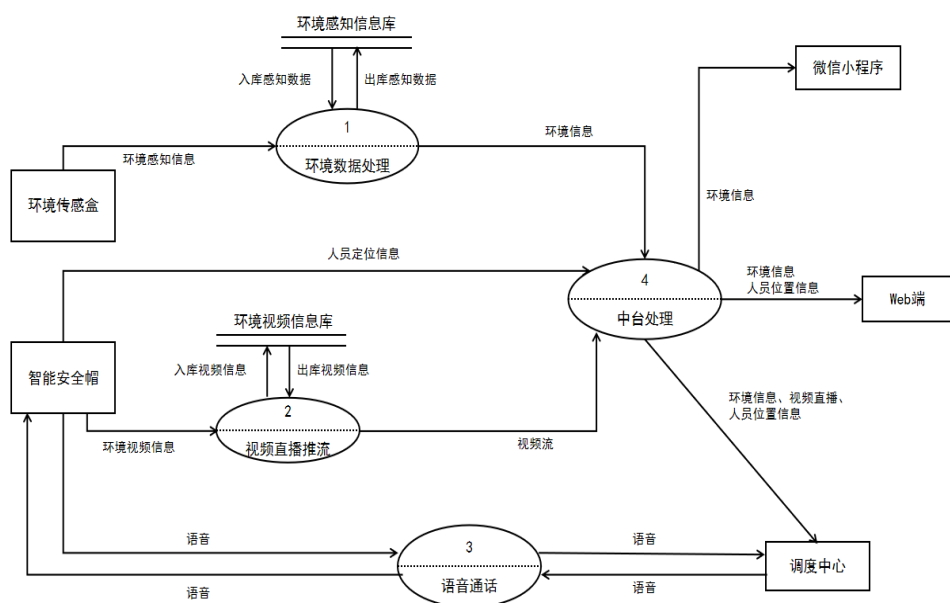 环境感知信息库
入库感知数据
出库感知数据
微信小程序
1
环境数据处理
环境信息
环境感知信息
环境传感盒
环境信息
人员定位信息
4
中台处理
环境信息
人员位置信息
Web端
环境视频信息库
入库视频信息
出库视频信息
智能安全帽
2
视频直播推流
环境视频信息
视频流
环境信息、视频直播、
人员位置信息
语音
3
语音通话
语音
调度中心
语音
语音